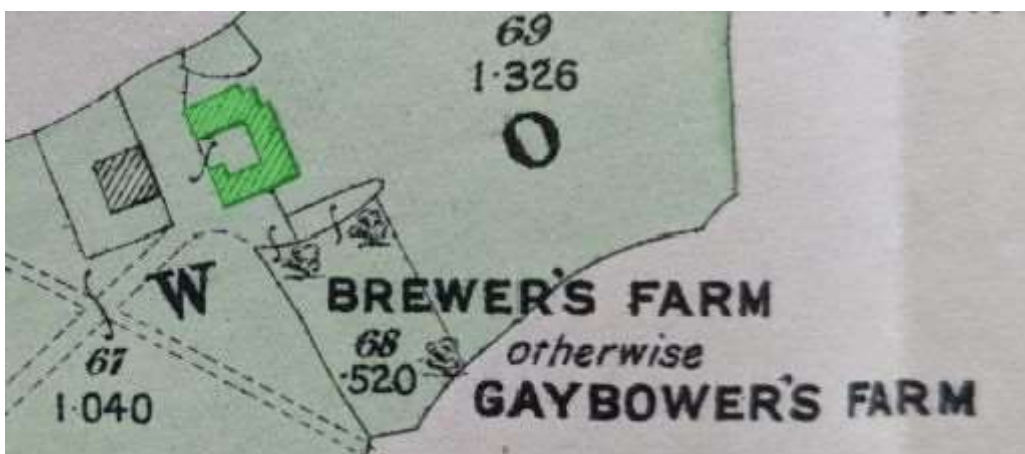 69
1·326
O
W
BREWER'S FARM
67
1·040
68
·520
otherwise
GAYBOWER'S FARM